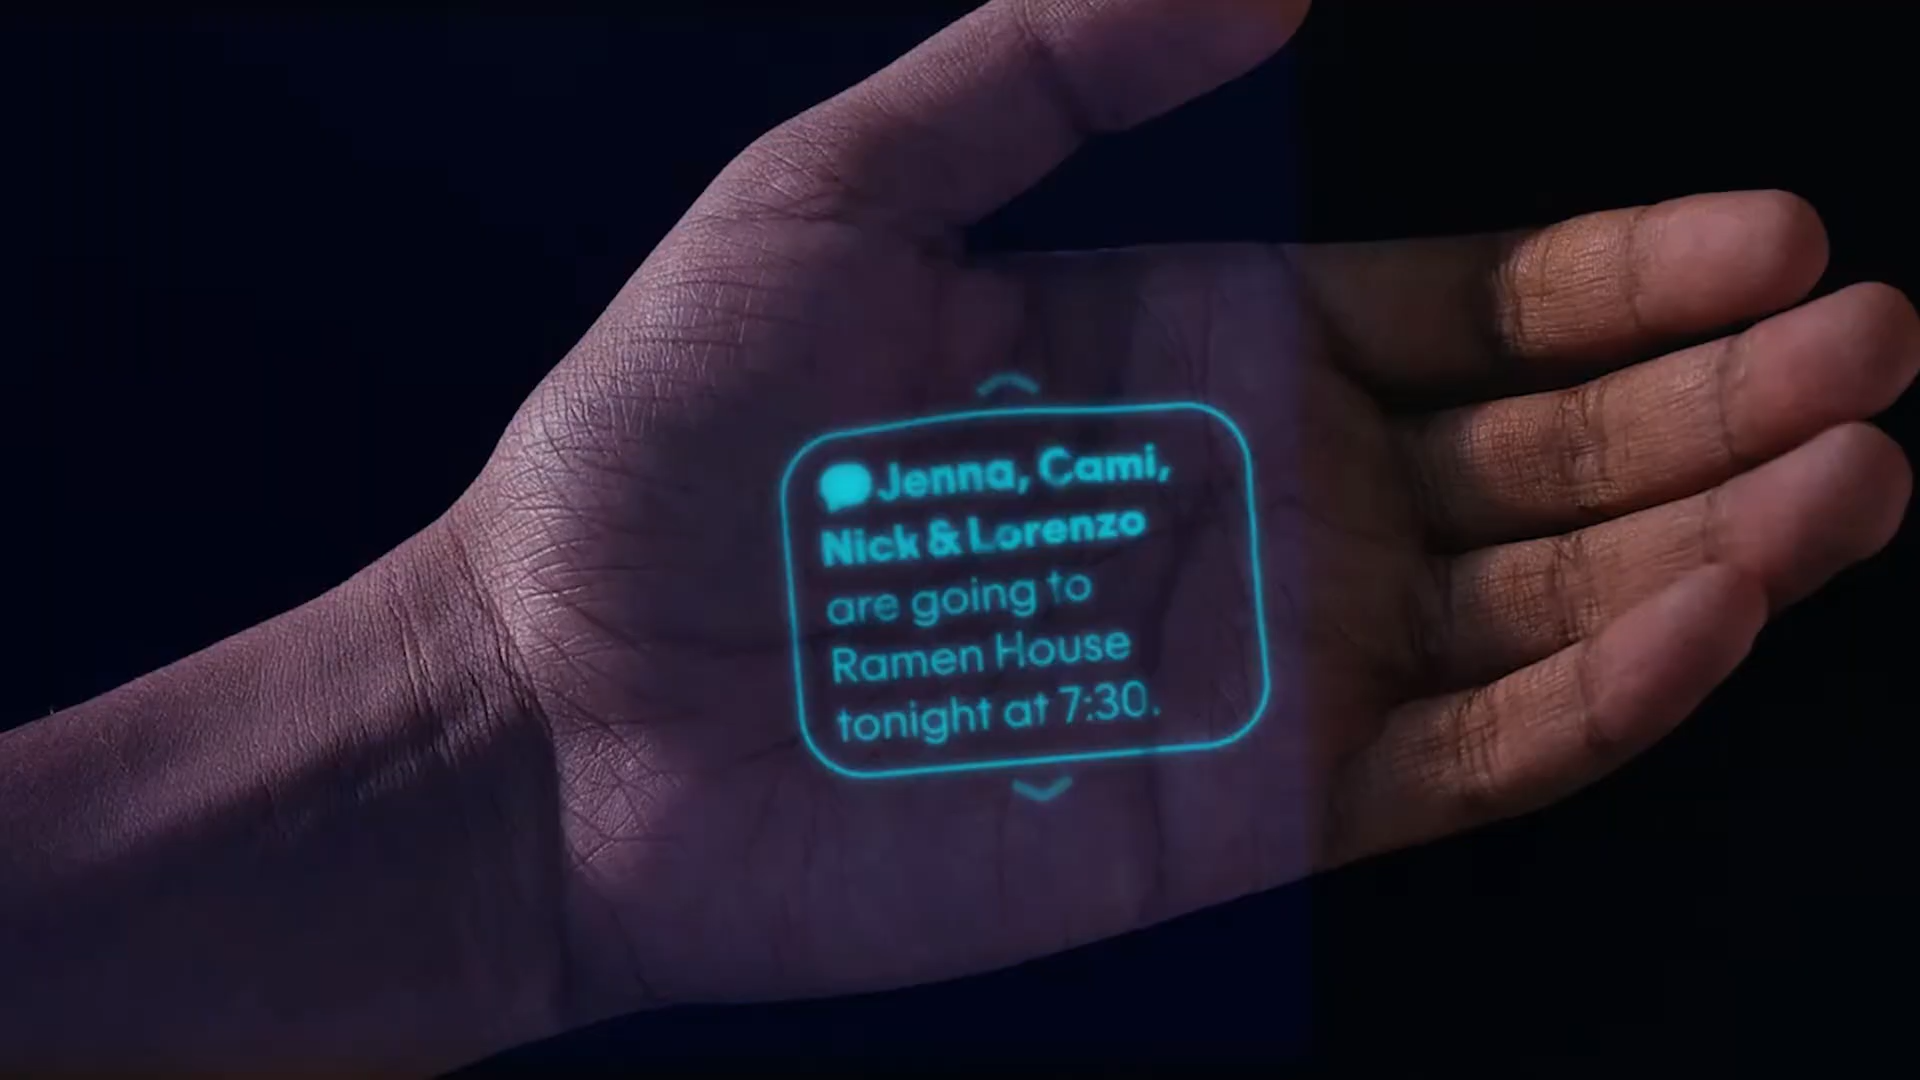 Jenna, Cami,
Nick & Lorenzo
are going to
Ramen House
tonight at 7:30.